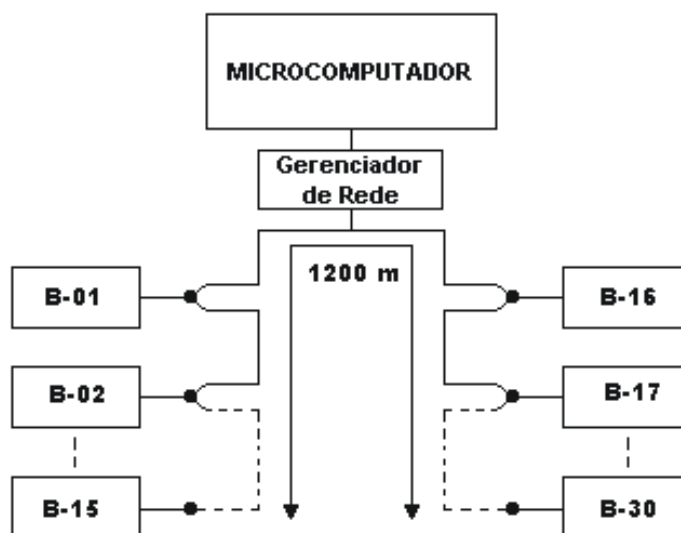 MICROCOMPUTADOR
Gerenciador
de Rede
1200 m
B-01
B-16
B-02
B-17
B-15
B-30